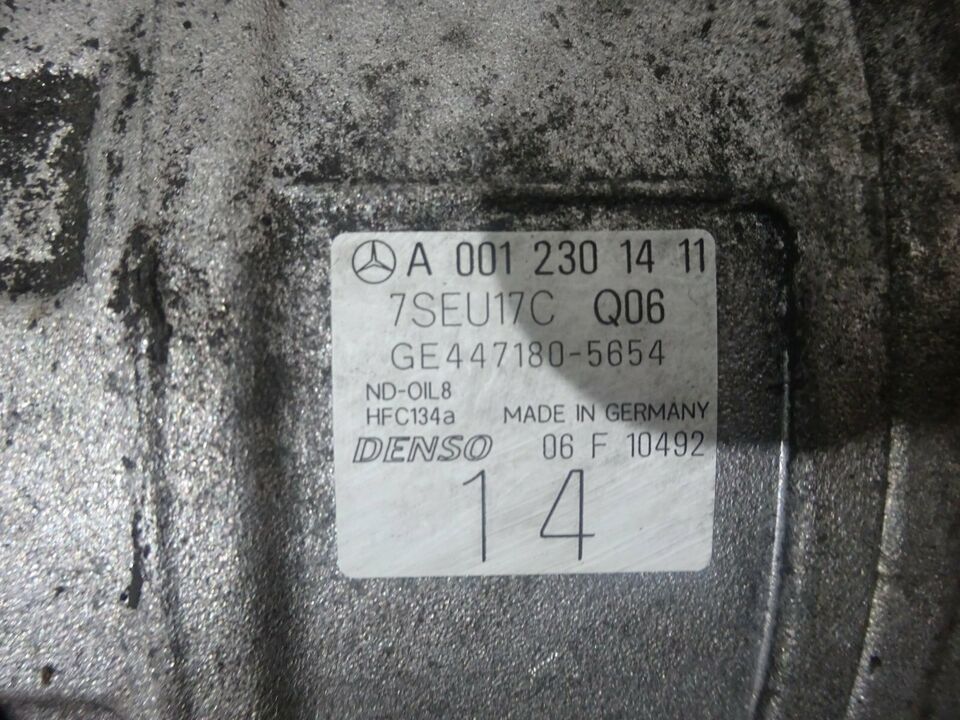 A 001 230 14 11
7SEU17C Q06
GE447180-5654
ND-OIL8
HFC134a MADE IN GERMANY
DENSO 06 F 10492
14